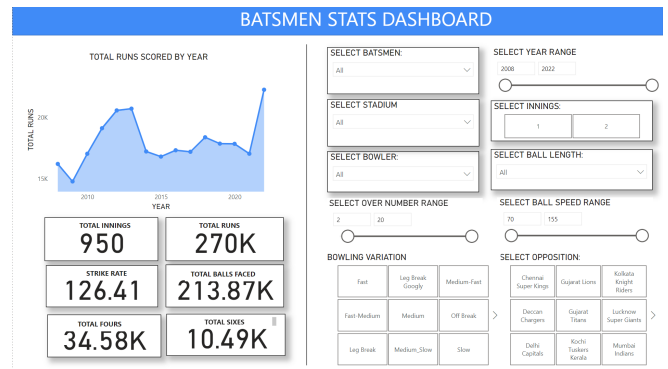 BATSMEN STATS DASHBOARD
TOTAL RUNS SCORED BY YEAR
TOTAL RUNS
20K
15K
2010
2015
2020
YEAR
TOTAL INNINGS
950
TOTAL RUNS
270K
STRIKE RATE
126.41
TOTAL BALLS FACED
213.87K
TOTAL FOURS
34.58K
TOTAL SIXES
10.49K
SELECT BATSMEN:
All
SELECT STADIUM
All
SELECT BOWLER:
All
SELECT OVER NUMBER RANGE
2
20
BOWLING VARIATION
Fast
Leg Break
Googly
Medium-Fast
Fast-Medium
Medium
Off Break
Leg Break
Medium_Slow
Slow
SELECT YEAR RANGE
2008
2022
SELECT INNINGS:
1
2
SELECT BALL LENGTH:
All
SELECT BALL SPEED RANGE
70
155
SELECT OPPOSITION:
Chennai
Super Kings
Gujarat Lions
Kolkata
Knight
Riders
Deccan
Chargers
Gujarat
Titans
Lucknow
Super Giants
Delhi
Capitals
Kochi
Tuskers
Kerala
Mumbai
Indians